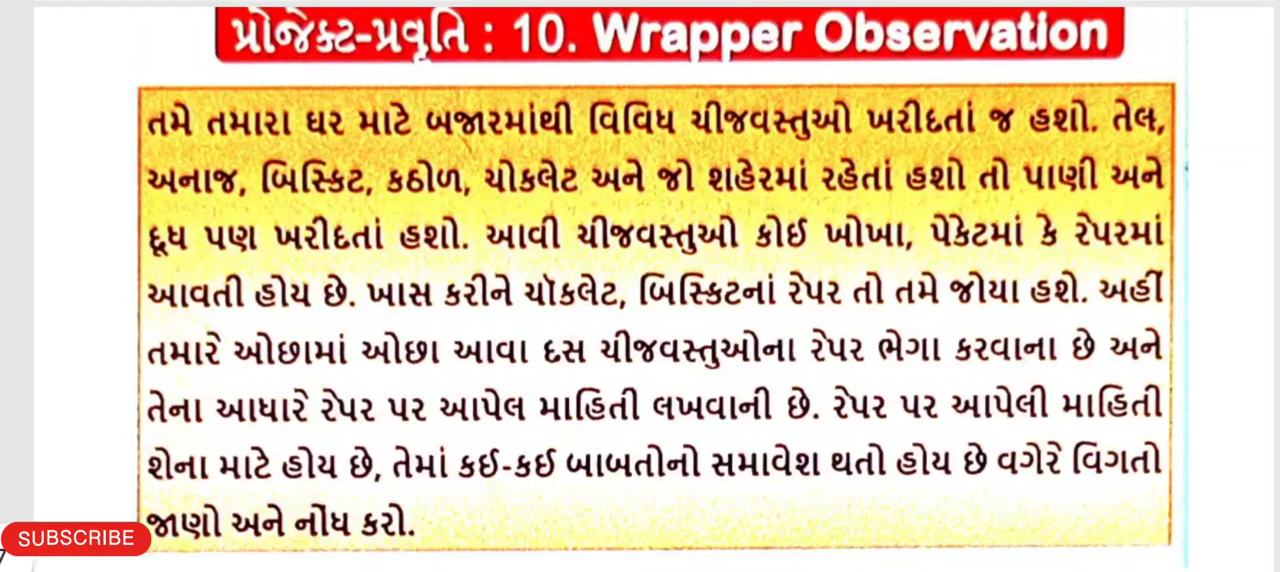 પ્રોજેક્ટ-પ્રવૃતિ : 10. Wrapper Observation
તમે તમારા ઘર માટે બજારમાંથી વિવિધ ચીજવસ્તુઓ ખરીદતાં જ હશો. તેલ,
અનાજ, બિસ્કિટ, કઠોળ, ચોકલેટ અને જો શહેરમાં રહેતાં હશો તો પાણી અને
દૂધ પણ ખરીદતાં હશો. આવી ચીજવસ્તુઓ કોઈ ખોખા, પેકેટમાં કે રેપરમાં
આવતી હોય છે. ખાસ કરીને ચૉકલેટ, બિસ્કિટનાં રેપર તો તમે જોયા હશે. અહીં
તમારે ઓછામાં ઓછા આવા દસ ચીજવસ્તુઓના રેપર ભેગા કરવાના છે અને
તેના આધારે રેપર પર આપેલ માહિતી લખવાની છે. રેપર પર આપેલી માહિતી
શેના માટે હોય છે, તેમાં કઈ-કઈ બાબતોનો સમાવેશ થતો હોય છે વગેરે વિગતો
જાણો અને નોંધ કરો.
SUBSCRIBE